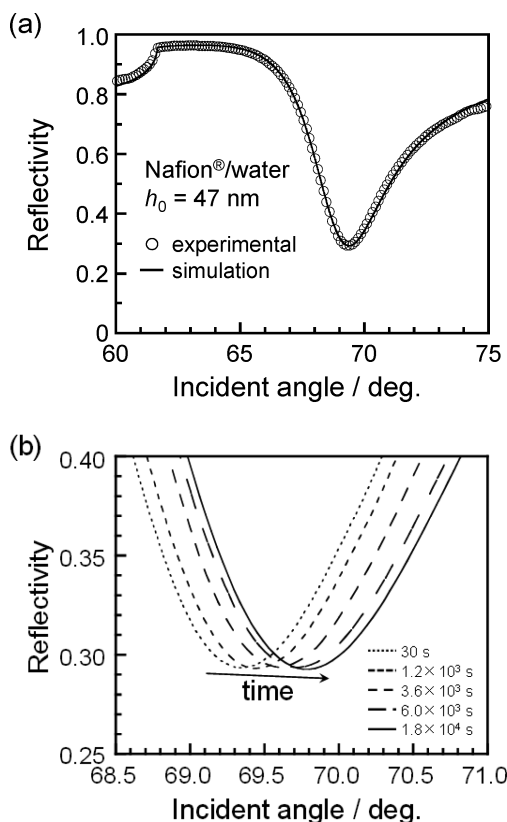 (a)
1.0
0.8
0.6
0.4
0.2
0
Reflectivity
Nafion®/water
h₀ = 47 nm
experimental
simulation
60 65 70 75
Incident angle / deg.
(b)
0.40
0.35
0.30
0.25
Reflectivity
time
30 s
1.2× 10³ s
3.6× 10³ s
6.0× 10³ s
1.8× 10⁴ s
68.5 69.0 69.5 70.0 70.5 71.0
Incident angle / deg.